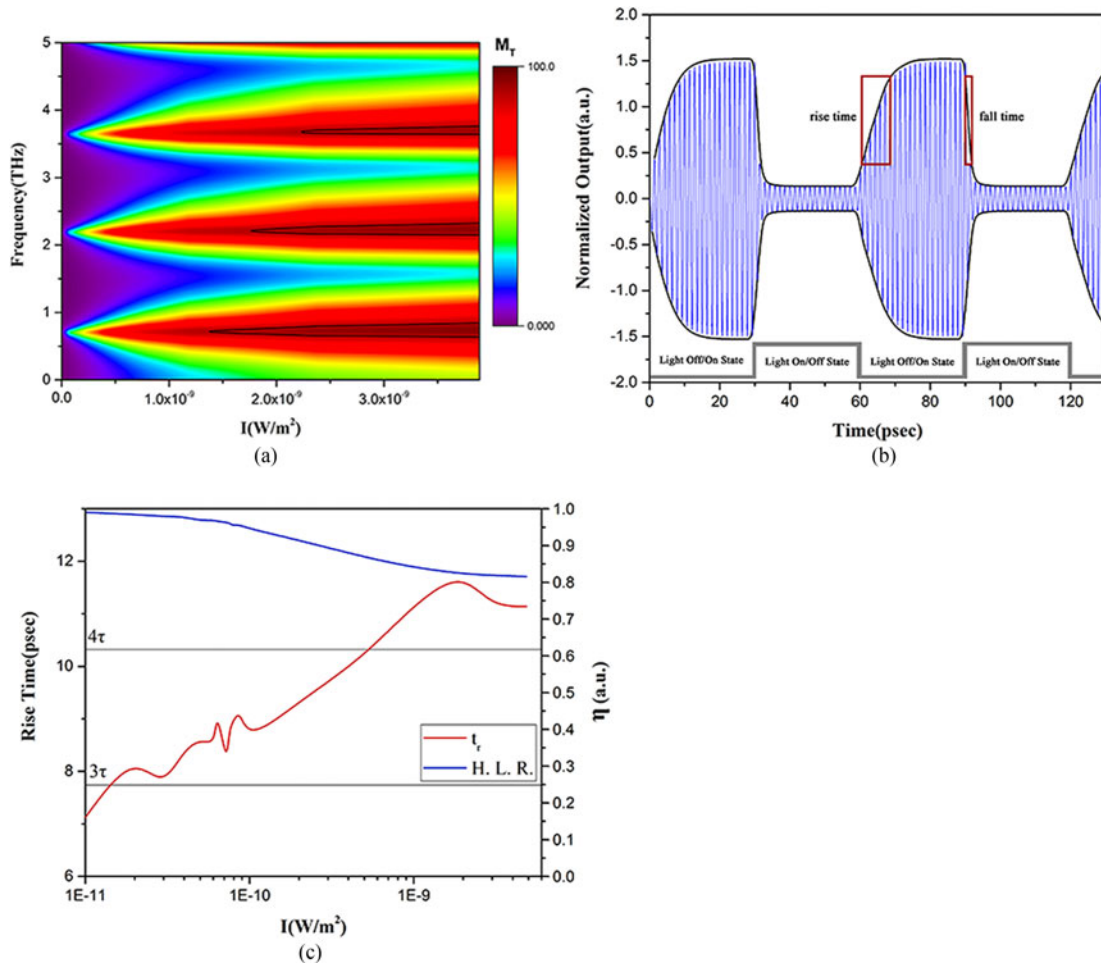 M_T
100.0
0.000
5
4
3
2
1
0
Frequency(THz)
0.0
1.0x10⁻⁹
2.0x10⁻⁹
3.0x10⁻⁹
I(W/m²)
(a)
2.0
1.5
1.0
0.5
0.0
-0.5
-1.0
-1.5
-2.0
Normalized Output(a.u.)
rise time
fall time
Light Off/On State
Light On/Off State
Light Off/On State
Light On/Off State
0
20
40
60
80
100
120
Time(psec)
(b)
12
10
8
6
Rise Time(psec)
4τ
3τ
t_r
H. L. R.
1.0
0.9
0.8
0.7
0.6
0.5
0.4
0.3
0.2
0.1
0.0
η (a.u.)
1E-11
1E-10
1E-9
I(W/m²)
(c)